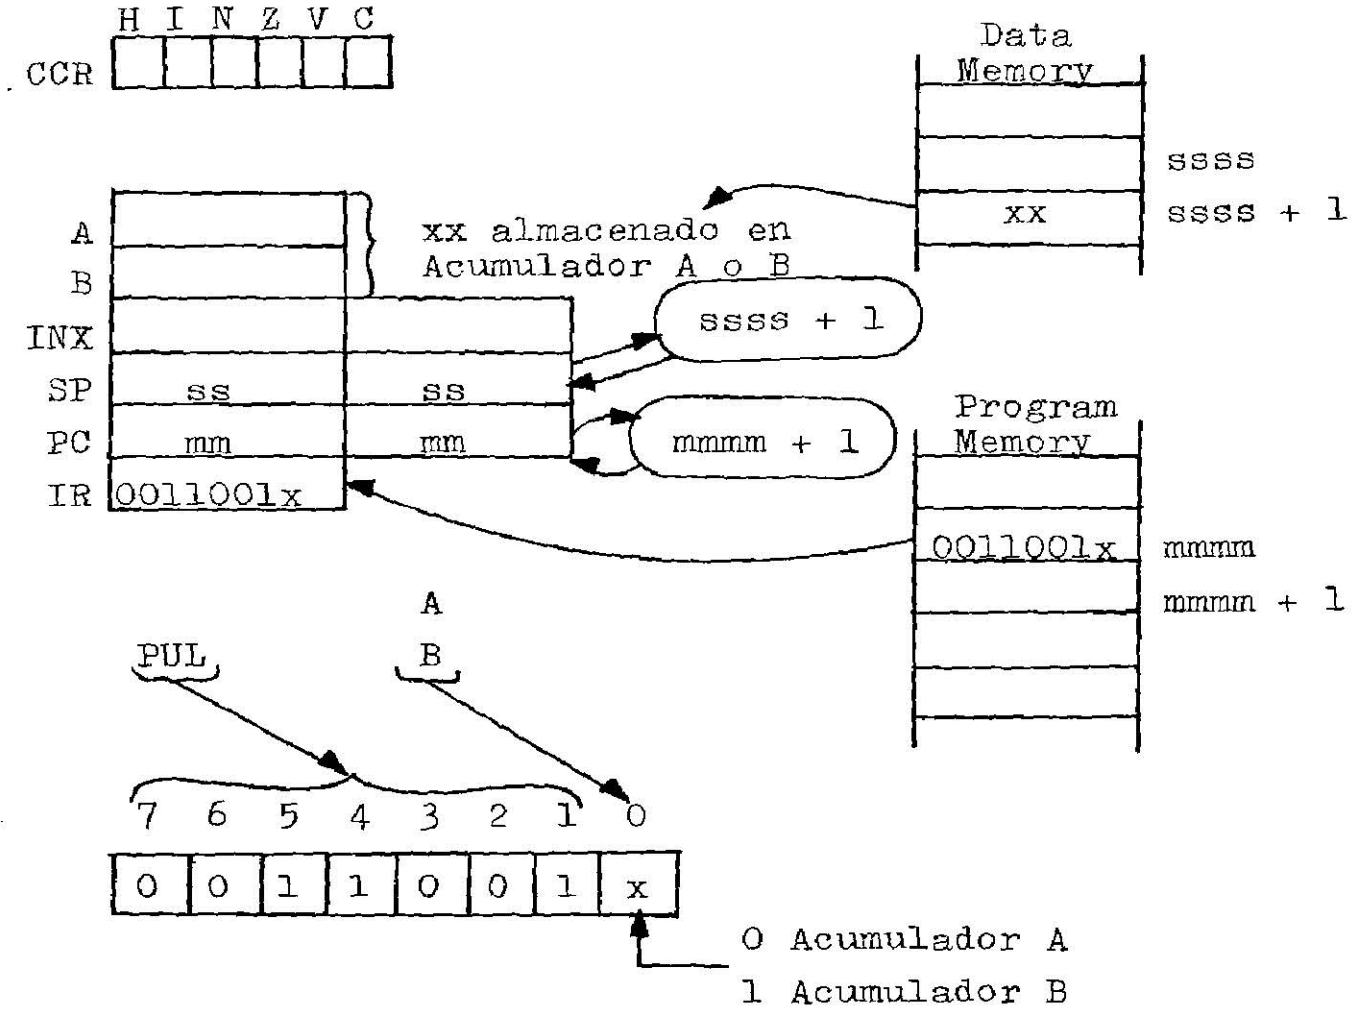 H I N Z V C
CCR
Data
Memory
ssss
xx ssss + 1
A
B
xx almacenado en
Acumulador A o B
INX
ssss + 1
SP ss ss
PC mm mm
mmmm + 1
IR 0011001x
Program
Memory
0011001x mmmm
mmmm + 1
A
PUL B
7 6 5 4 3 2 1 0
0 0 1 1 0 0 1 x
0 Acumulador A
1 Acumulador B